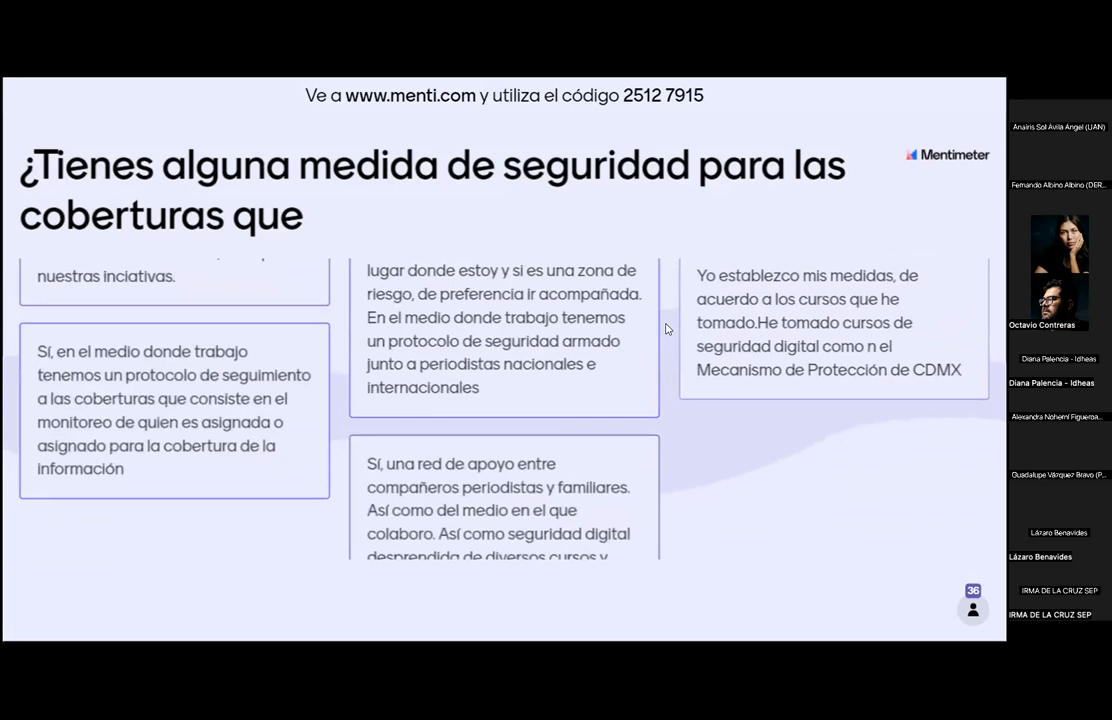 Ve a www.menti.com y utiliza el código 2512 7915
¿Tienes alguna medida de seguridad para las
coberturas que
Mentimeter
nuestras inciativas.
Sí, en el medio donde trabajo
tenemos un protocolo de seguimiento
a las coberturas que consiste en el
monitoreo de quien es asignada o
asignado para la cobertura de la
información
lugar donde estoy y si es una zona de
riesgo, de preferencia ir acompañada.
En el medio donde trabajo tenemos
un protocolo de seguridad armado
junto a periodistas nacionales e
internacionales
Sí, una red de apoyo entre
compañeros periodistas y familiares.
Así como del medio en el que
colaboro. Así como seguridad digital
desprendida de diversos cursos y
Yo establezco mis medidas, de
acuerdo a los cursos que he
tomado.He tomado cursos de
seguridad digital como n el
Mecanismo de Protección de CDMX
36
Anairis Sol Ávila Ángel (UAN)
Fernando Albino Albino (DER...
Octavio Contreras
Diana Palencia - Idheas
Diana Palencia - Idheas
Alexandra Nohemí Figueroa...
Guadalupe Vázquez Bravo (P...
Lázaro Benavides
Lázaro Benavides
IRMA DE LA CRUZ SEP
IRMA DE LA CRUZ SEP